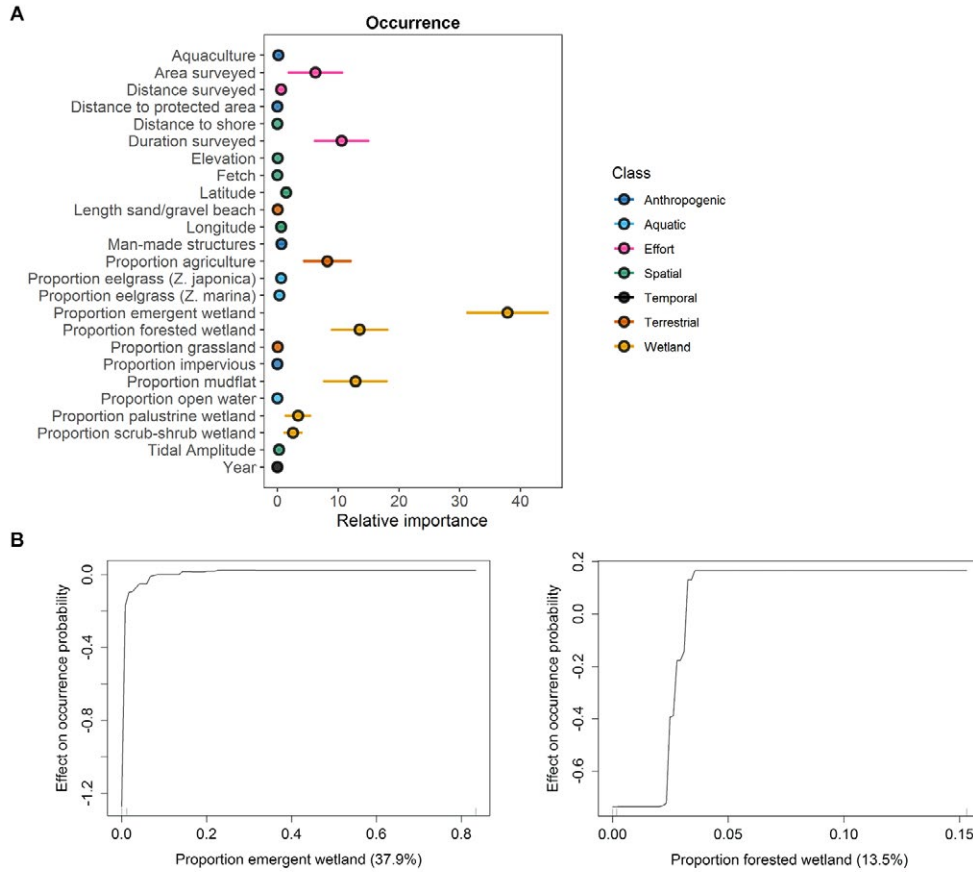 A
Occurrence
Aquaculture
Area surveyed
Distance surveyed
Distance to protected area
Distance to shore
Duration surveyed
Elevation
Fetch
Latitude
Length sand/gravel beach
Longitude
Man-made structures
Proportion agriculture
Proportion eelgrass (Z. japonica)
Proportion eelgrass (Z. marina)
Proportion emergent wetland
Proportion forested wetland
Proportion grassland
Proportion impervious
Proportion mudflat
Proportion open water
Proportion palustrine wetland
Proportion scrub-shrub wetland
Tidal Amplitude
Year
0 10 20 30 40
Relative importance
Class
Anthropogenic
Aquatic
Effort
Spatial
Temporal
Terrestrial
Wetland
B
Effect on occurrence probability
0.0
-0.4
-0.8
-1.2
0.0 0.2 0.4 0.6 0.8
Proportion emergent wetland (37.9%)
Effect on occurrence probability
0.2
0.0
-0.2
-0.4
-0.6
0.00 0.05 0.10 0.15
Proportion forested wetland (13.5%)